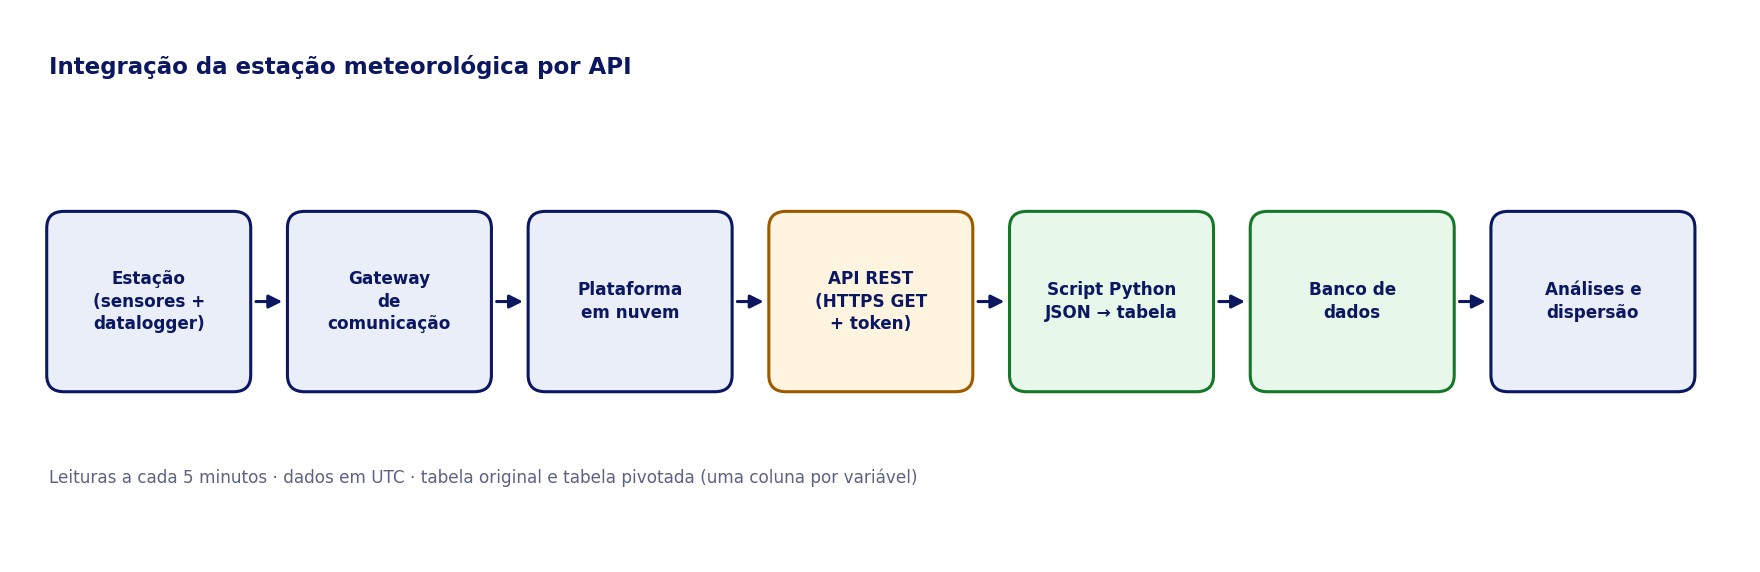 Integração da estação meteorológica por API
Estação
(sensores +
datalogger)
Gateway
de
comunicação
Plataforma
em nuvem
API REST
(HTTPS GET
+ token)
Script Python
JSON → tabela
Banco de
dados
Análises e
dispersão
Leituras a cada 5 minutos · dados em UTC · tabela original e tabela pivotada (uma coluna por variável)